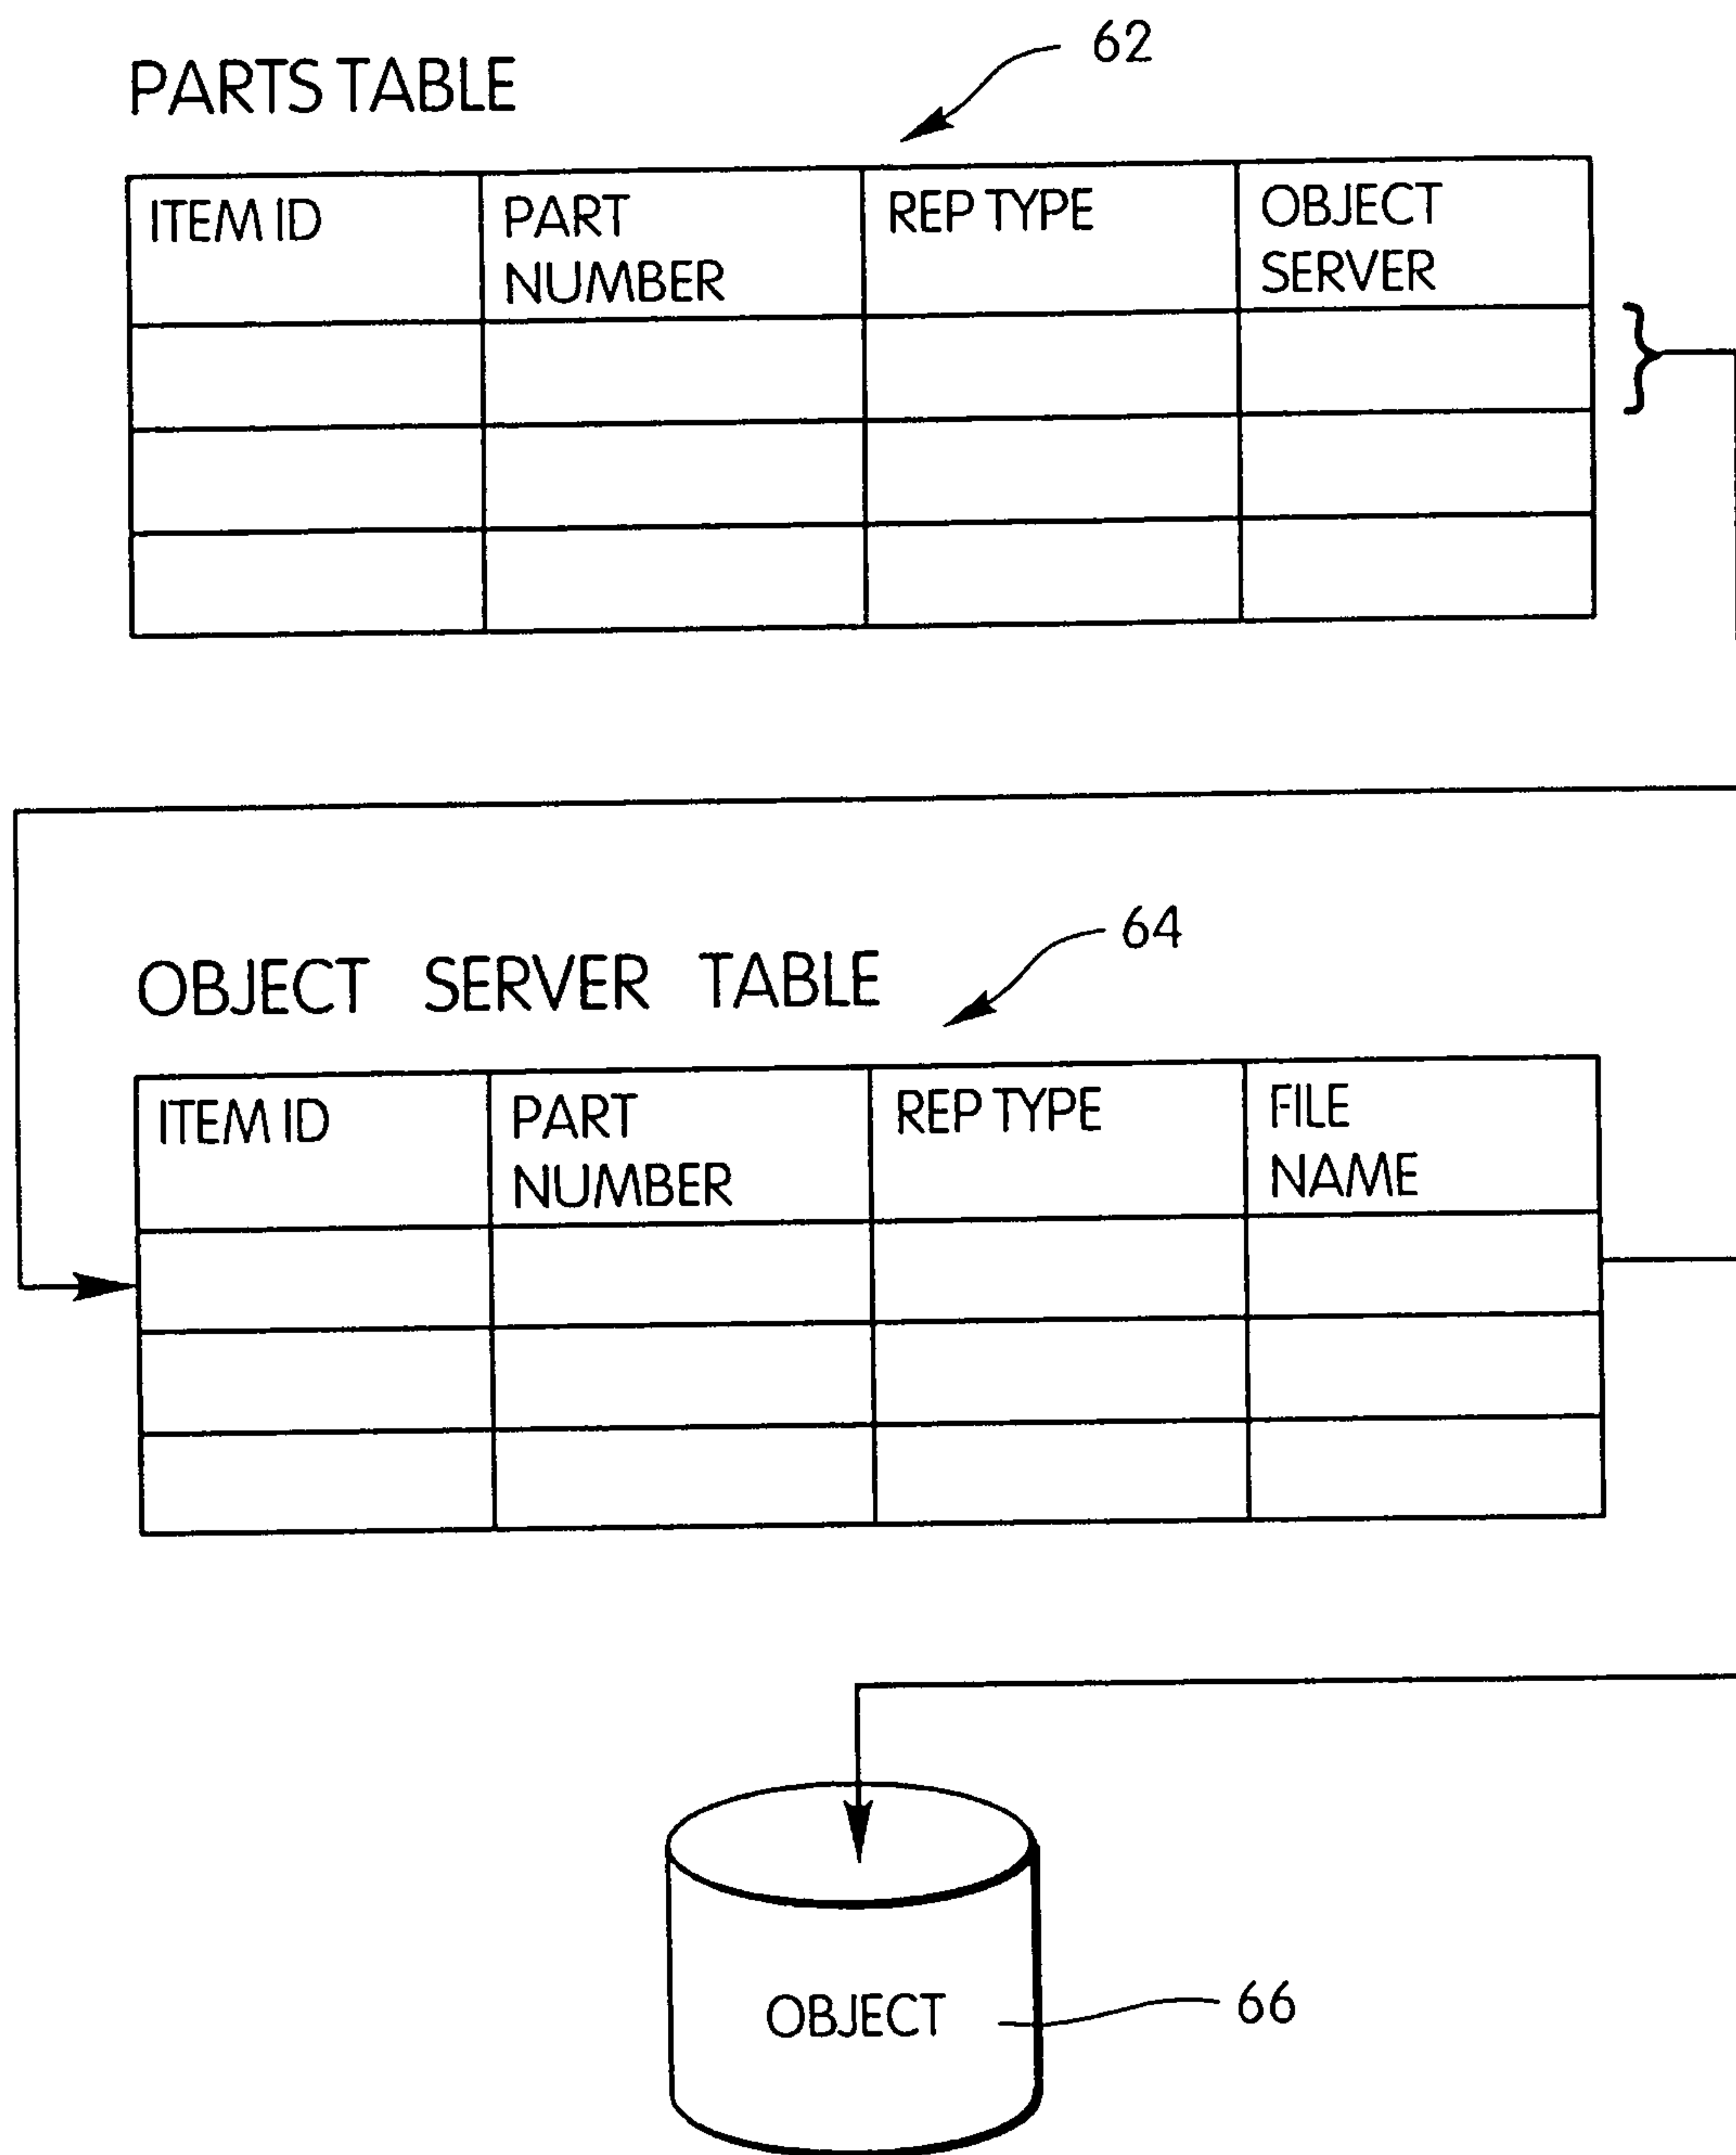 62
PARTS TABLE
ITEM ID
PART
NUMBER
REP TYPE
OBJECT
SERVER
64
OBJECT SERVER TABLE
ITEM ID
PART
NUMBER
REP TYPE
FILE
NAME
OBJECT
66